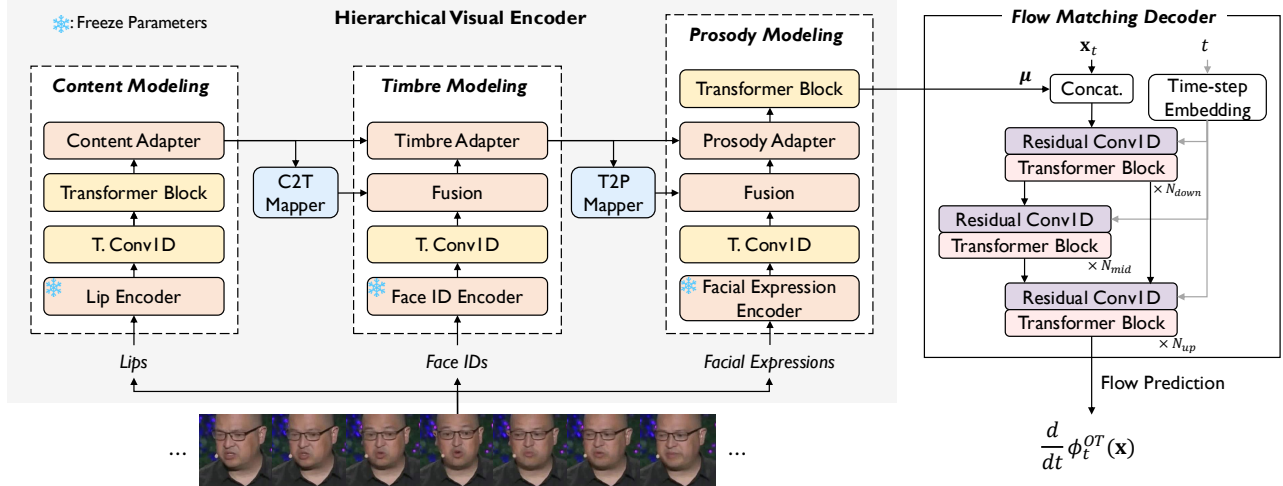 Hierarchical Visual Encoder
: Freeze Parameters
Content Modeling
Content Adapter
Transformer Block
T. Conv1D
Lip Encoder
Lips
C2T
Mapper
Timbre Modeling
Timbre Adapter
Fusion
T. Conv1D
Face ID Encoder
Face IDs
T2P
Mapper
Prosody Modeling
Transformer Block
Prosody Adapter
Fusion
T. Conv1D
Facial Expression
Encoder
Facial Expressions
...
...
Flow Matching Decoder
x_t
t
μ
Concat.
Time-step
Embedding
Residual Conv1D
Transformer Block
× N_down
Residual Conv1D
Transformer Block
× N_mid
Residual Conv1D
Transformer Block
× N_up
Flow Prediction
d/dt ϕ_t^OT (x)